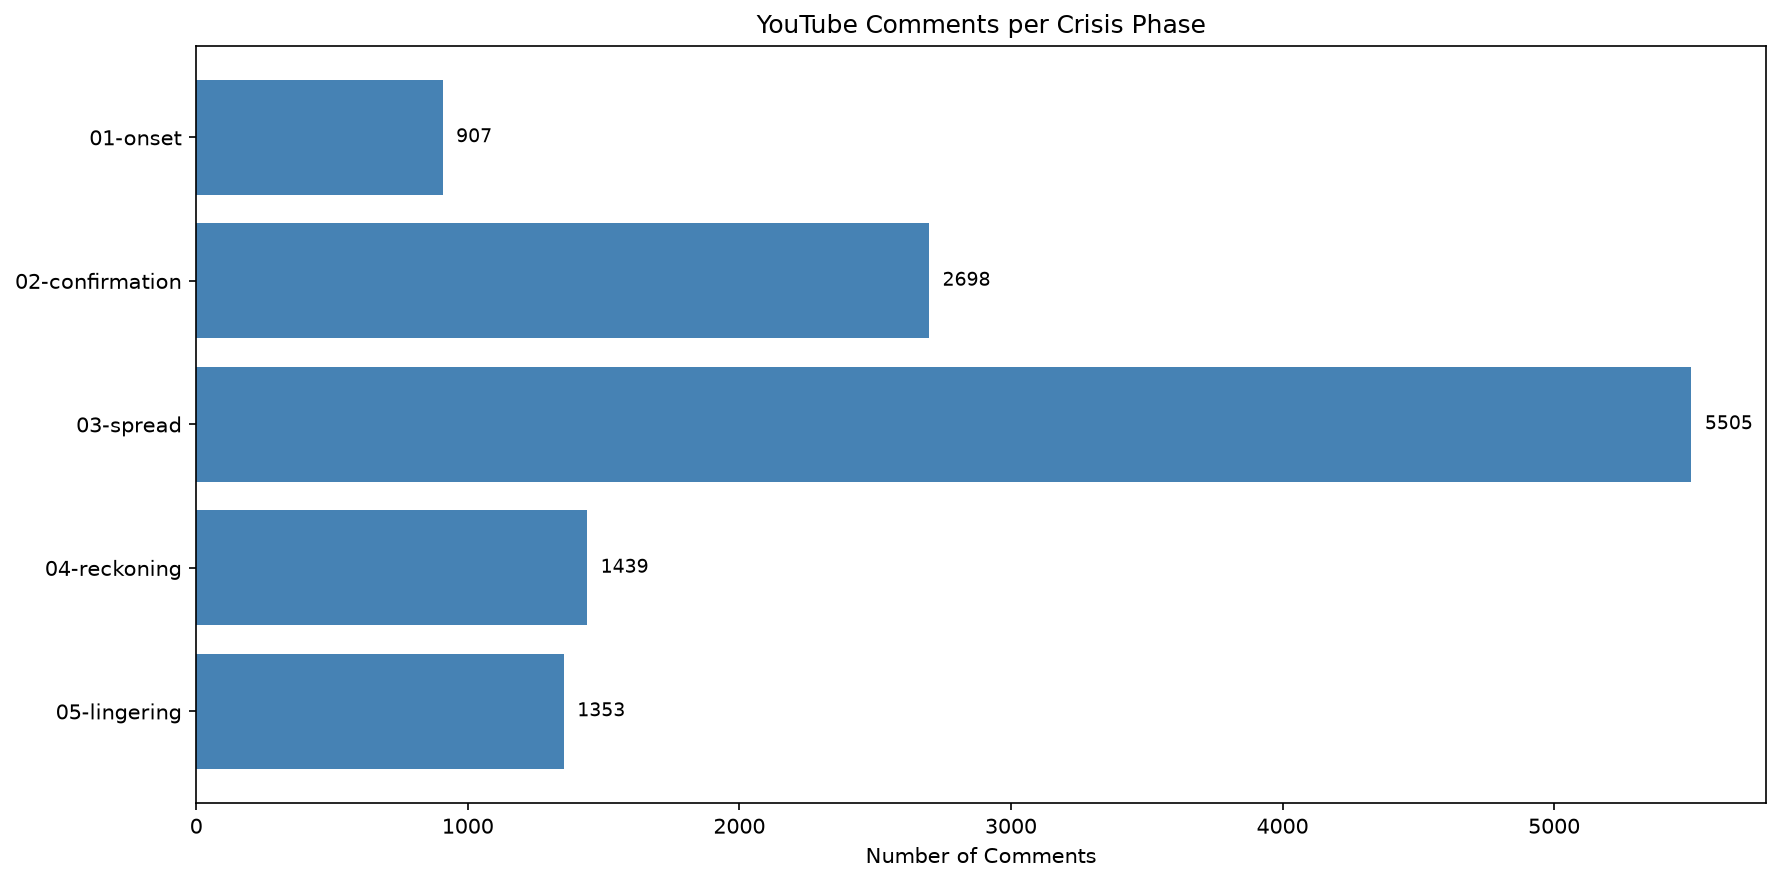 YouTube Comments per Crisis Phase
01-onset
907
02-confirmation
2698
03-spread
5505
04-reckoning
1439
05-lingering
1353
0 1000 2000 3000 4000 5000
Number of Comments